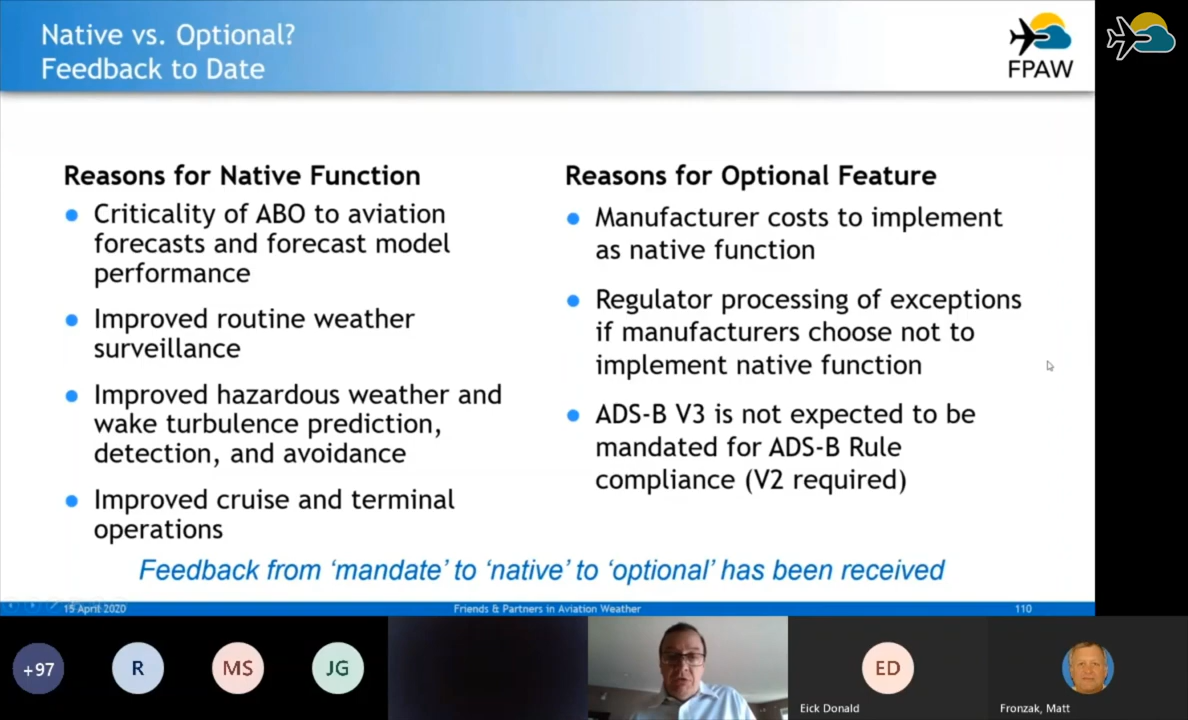 Native vs. Optional?
Feedback to Date
FPAW
Reasons for Native Function
Criticality of ABO to aviation
forecasts and forecast model
performance
Improved routine weather
surveillance
Improved hazardous weather and
wake turbulence prediction,
detection, and avoidance
Improved cruise and terminal
operations
Reasons for Optional Feature
Manufacturer costs to implement
as native function
Regulator processing of exceptions
if manufacturers choose not to
implement native function
ADS-B V3 is not expected to be
mandated for ADS-B Rule
compliance (V2 required)
Feedback from ‘mandate’ to ‘native’ to ‘optional’ has been received
15 April 2020
Friends & Partners in Aviation Weather
110
+97
R
MS
JG
ED
Eick Donald
Fronzak, Matt